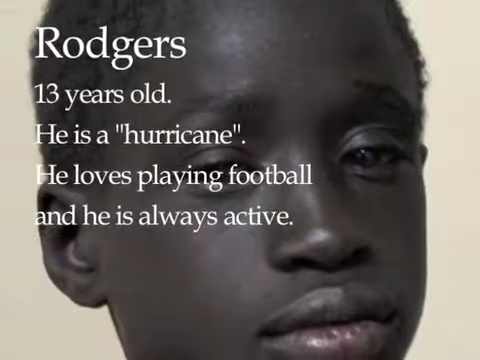 Rodgers
13 years old.
He is a "hurricane".
He loves playing football
and he is always active.